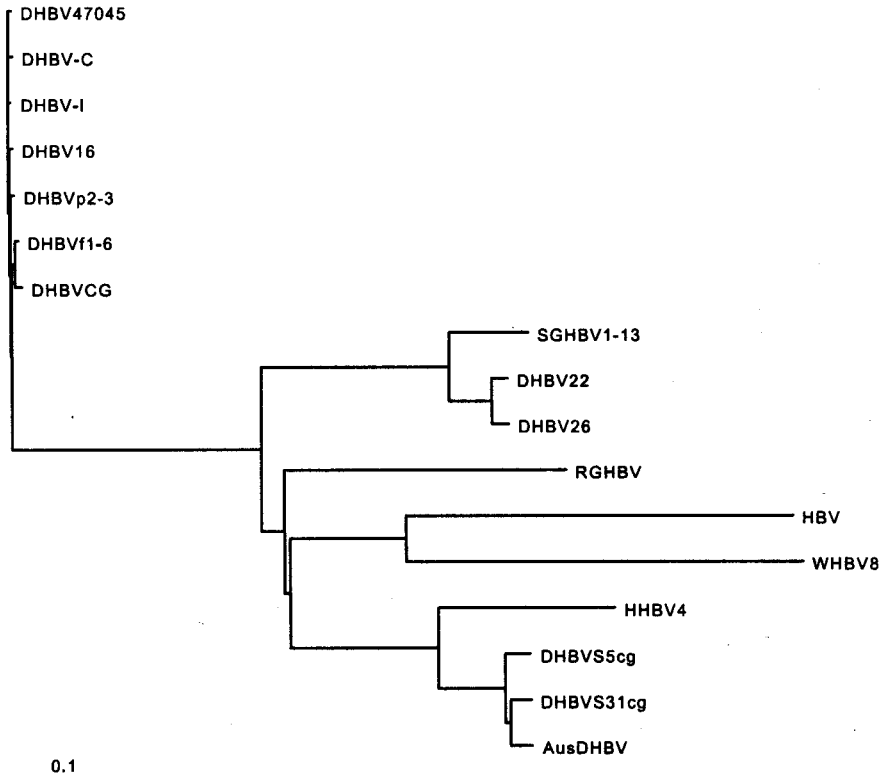 DHBV47045
DHBV-C
DHBV-I
DHBV16
DHBVp2-3
DHBVf1-6
DHBVCG
SGHBV1-13
DHBV22
DHBV26
RGHBV
HBV
WHBV8
HHBV4
DHBVS5cg
DHBVS31cg
AusDHBV
0.1